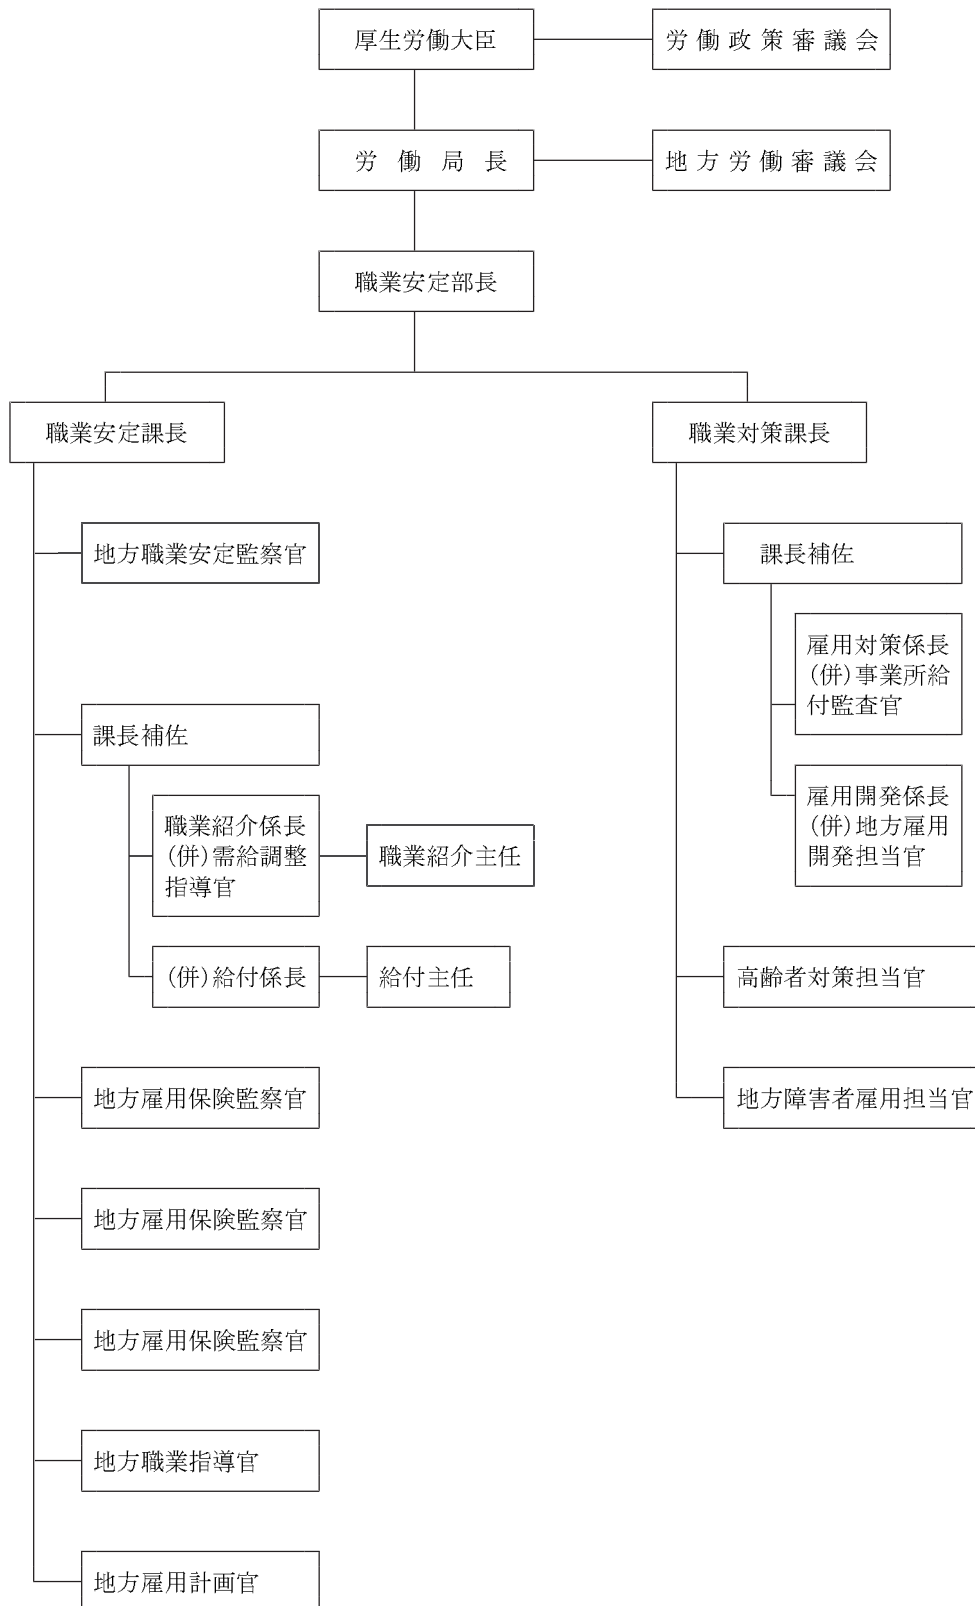 厚生労働大臣
労働政策審議会
労働局長
地方労働審議会
職業安定部長
職業安定課長
職業対策課長
地方職業安定監察官
課長補佐
職業紹介係長
(併)需給調整
指導官
職業紹介主任
(併)給付係長
給付主任
地方雇用保険監察官
地方雇用保険監察官
地方雇用保険監察官
地方職業指導官
地方雇用計画官
課長補佐
雇用対策係長
(併)事業所給
付監査官
雇用開発係長
(併)地方雇用
開発担当官
高齢者対策担当官
地方障害者雇用担当官